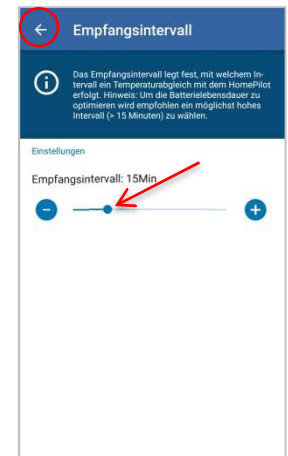 Empfangsintervall
Das Empfangsintervall legt fest, mit welchem In-
tervall ein Temperaturabgleich mit dem HomePilot
erfolgt. Hinweis: Um die Batterielebensdauer zu
optimieren wird empfohlen ein möglichst hohes
Intervall (> 15 Minuten) zu wählen.
Einstellungen
Empfangsintervall: 15Min